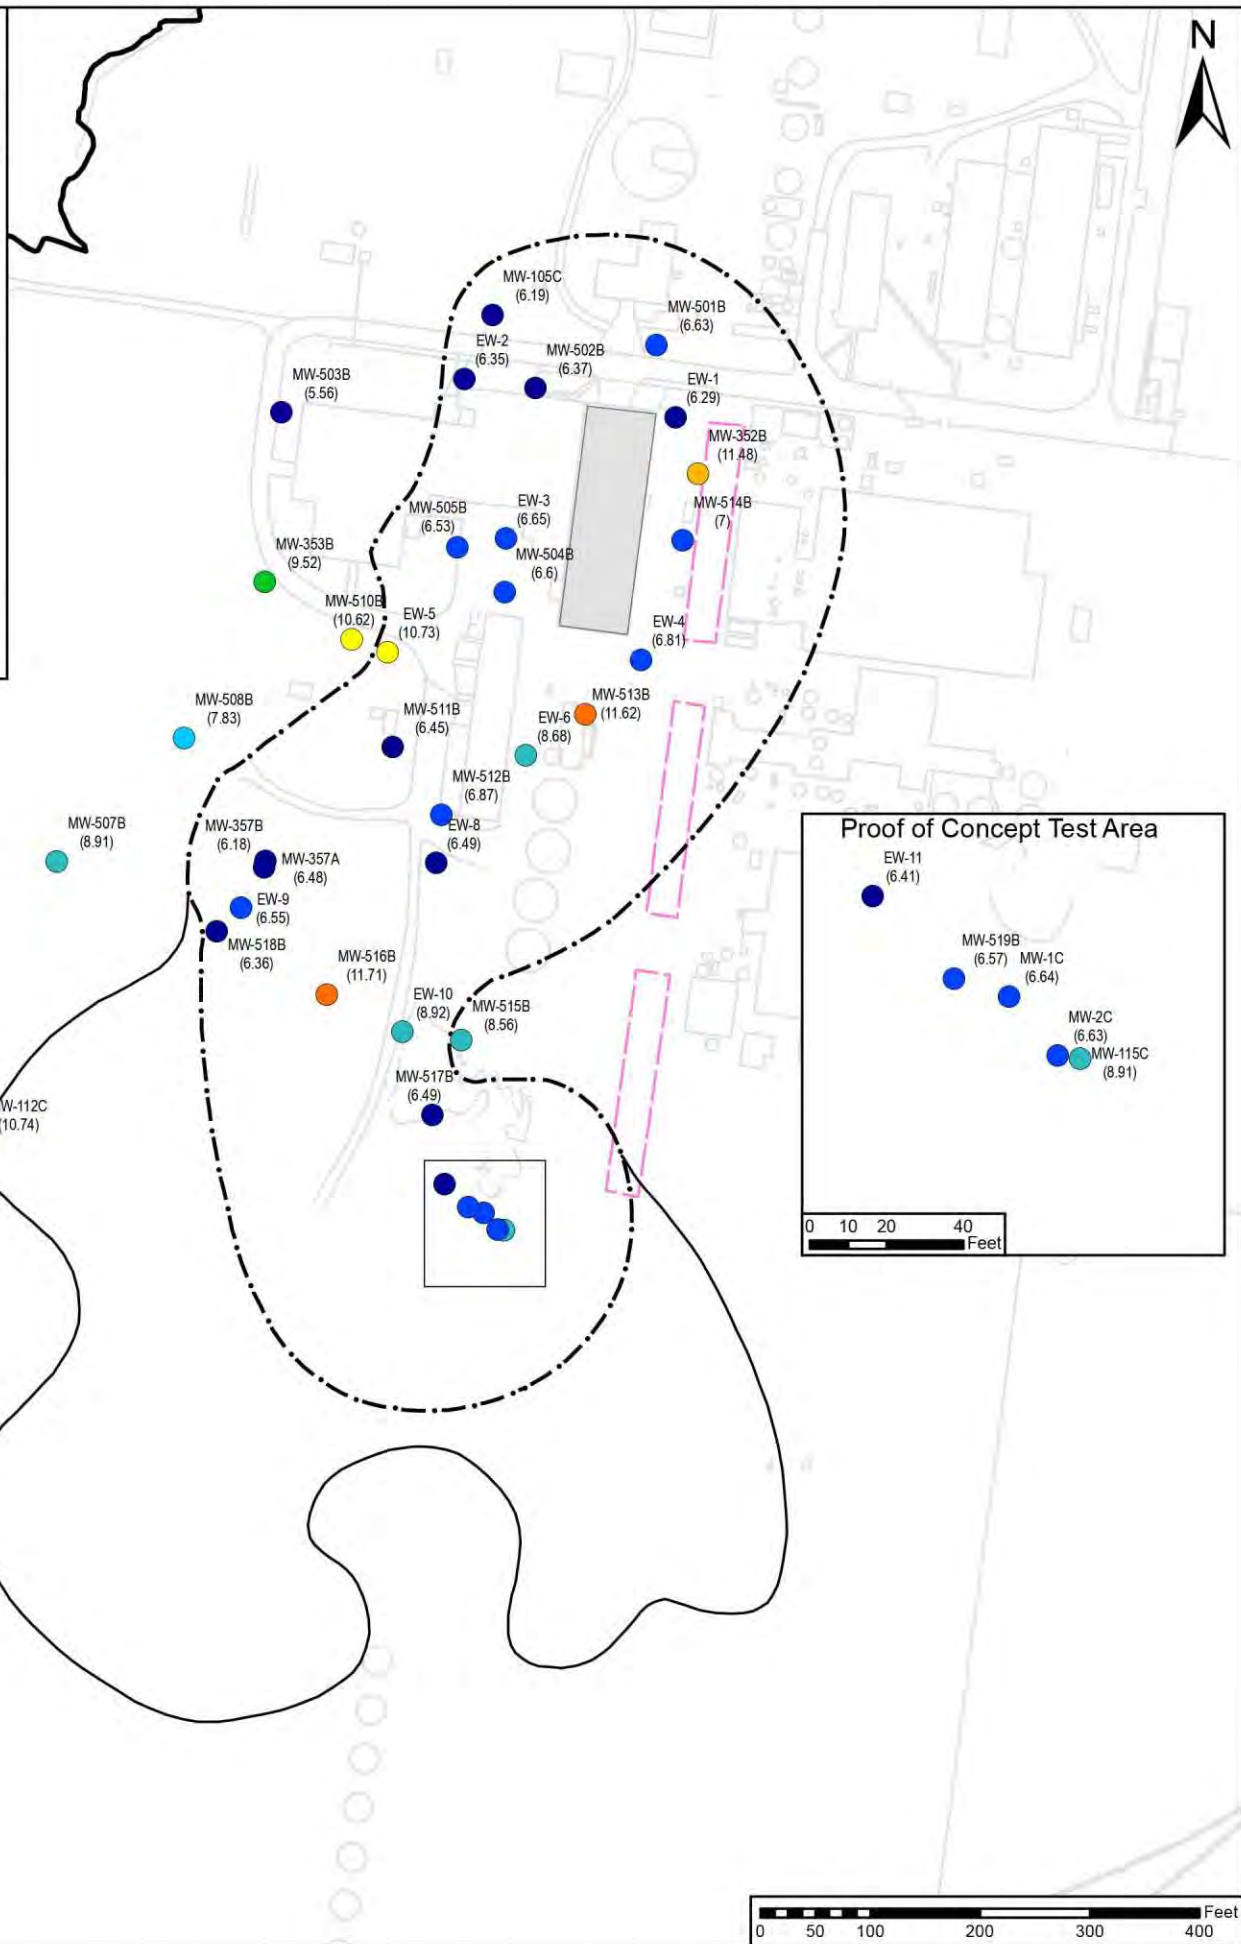 N
MW-105C
(6.19)
MW-501B
(6.63)
EW-2
(6.35)
MW-502B
(6.37)
MW-503B
(5.56)
EW-1
(6.29)
MW-352B
(11.48)
MW-505B
(6.53)
EW-3
(6.65)
MW-514B
(7)
MW-504B
(6.6)
MW-353B
(9.52)
MW-510B
(10.62)
EW-5
(10.73)
EW-4
(6.81)
MW-508B
(7.83)
MW-511B
(6.45)
EW-6
(8.68)
MW-513B
(11.62)
MW-512B
(6.87)
MW-507B
(8.91)
MW-357B
(6.18)
EW-8
(6.49)
MW-357A
(6.48)
EW-9
(6.55)
MW-518B
(6.36)
MW-516B
(11.71)
EW-10
(8.92)
MW-515B
(8.56)
MW-517B
(6.49)
W-112C
(10.74)
Proof of Concept Test Area
EW-11
(6.41)
MW-519B
(6.57)
MW-1C
(6.64)
MW-2C
(6.63)
MW-115C
(8.91)
0 10 20 40
Feet
Feet
0 50 100 200 300 400